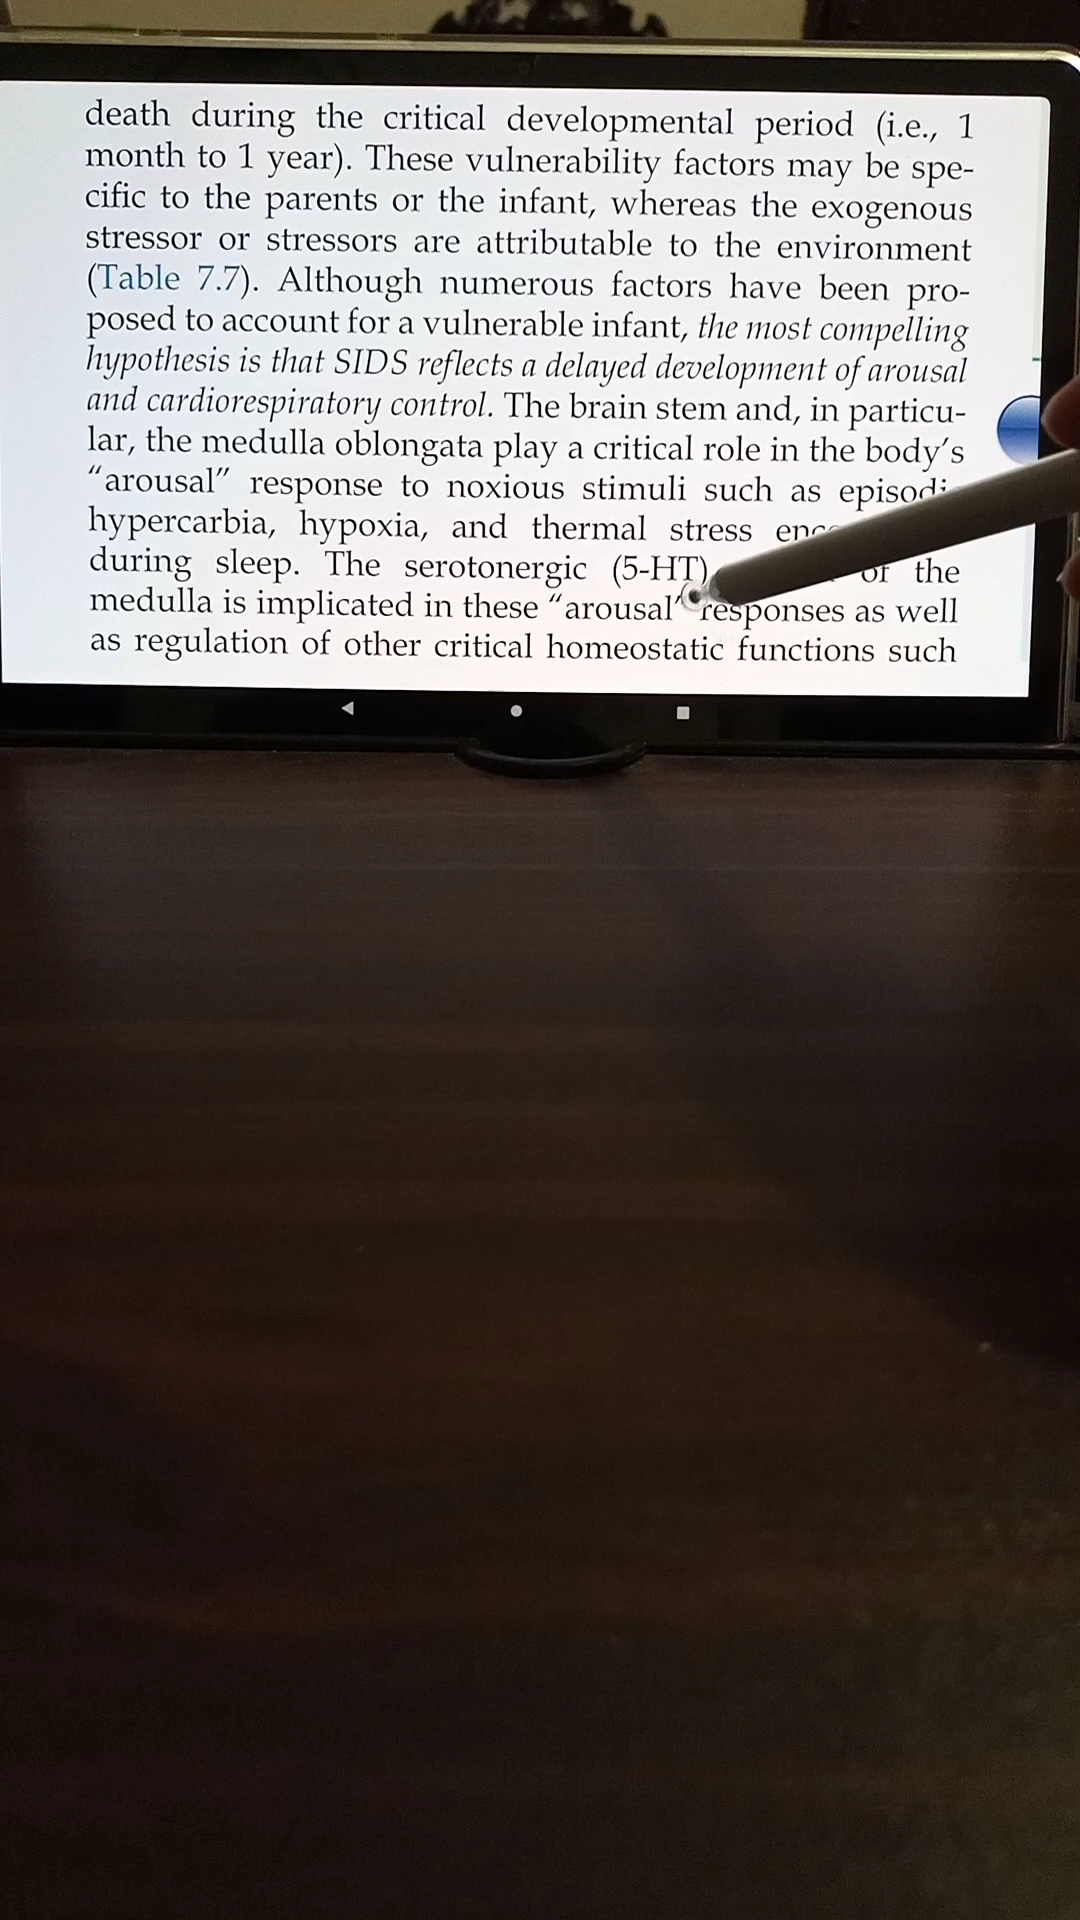 death during the critical developmental period (i.e., 1
month to 1 year). These vulnerability factors may be spe-
cific to the parents or the infant, whereas the exogenous
stressor or stressors are attributable to the environment
(Table 7.7). Although numerous factors have been pro-
posed to account for a vulnerable infant, the most compelling
hypothesis is that SIDS reflects a delayed development of arousal
and cardiorespiratory control. The brain stem and, in particu-
lar, the medulla oblongata play a critical role in the body's
“arousal” response to noxious stimuli such as
hypercarbia, hypoxia, and thermal stress
during sleep. The serotonergic (5-HT) of the
medulla is implicated in these “arousal” responses as well
as regulation of other critical homeostatic functions such